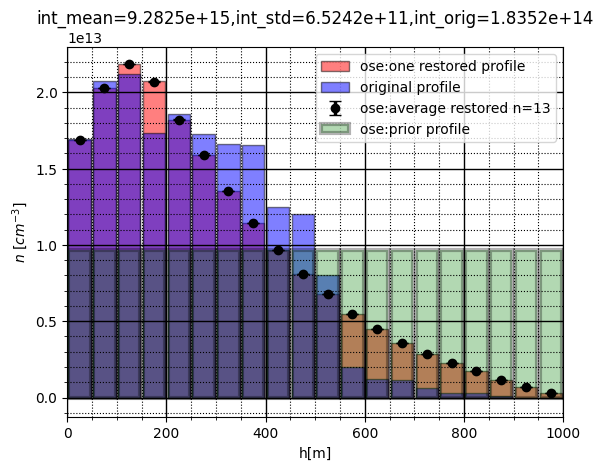 int_mean=9.2825e+15,int_std=6.5242e+11,int_orig=1.8352e+14
1e13
ose:one restored profile
original profile
ose:average restored n=13
ose:prior profile
2.0
1.5
1.0
0.5
0.0
n [cm⁻³]
0 200 400 600 800 1000
h[m]